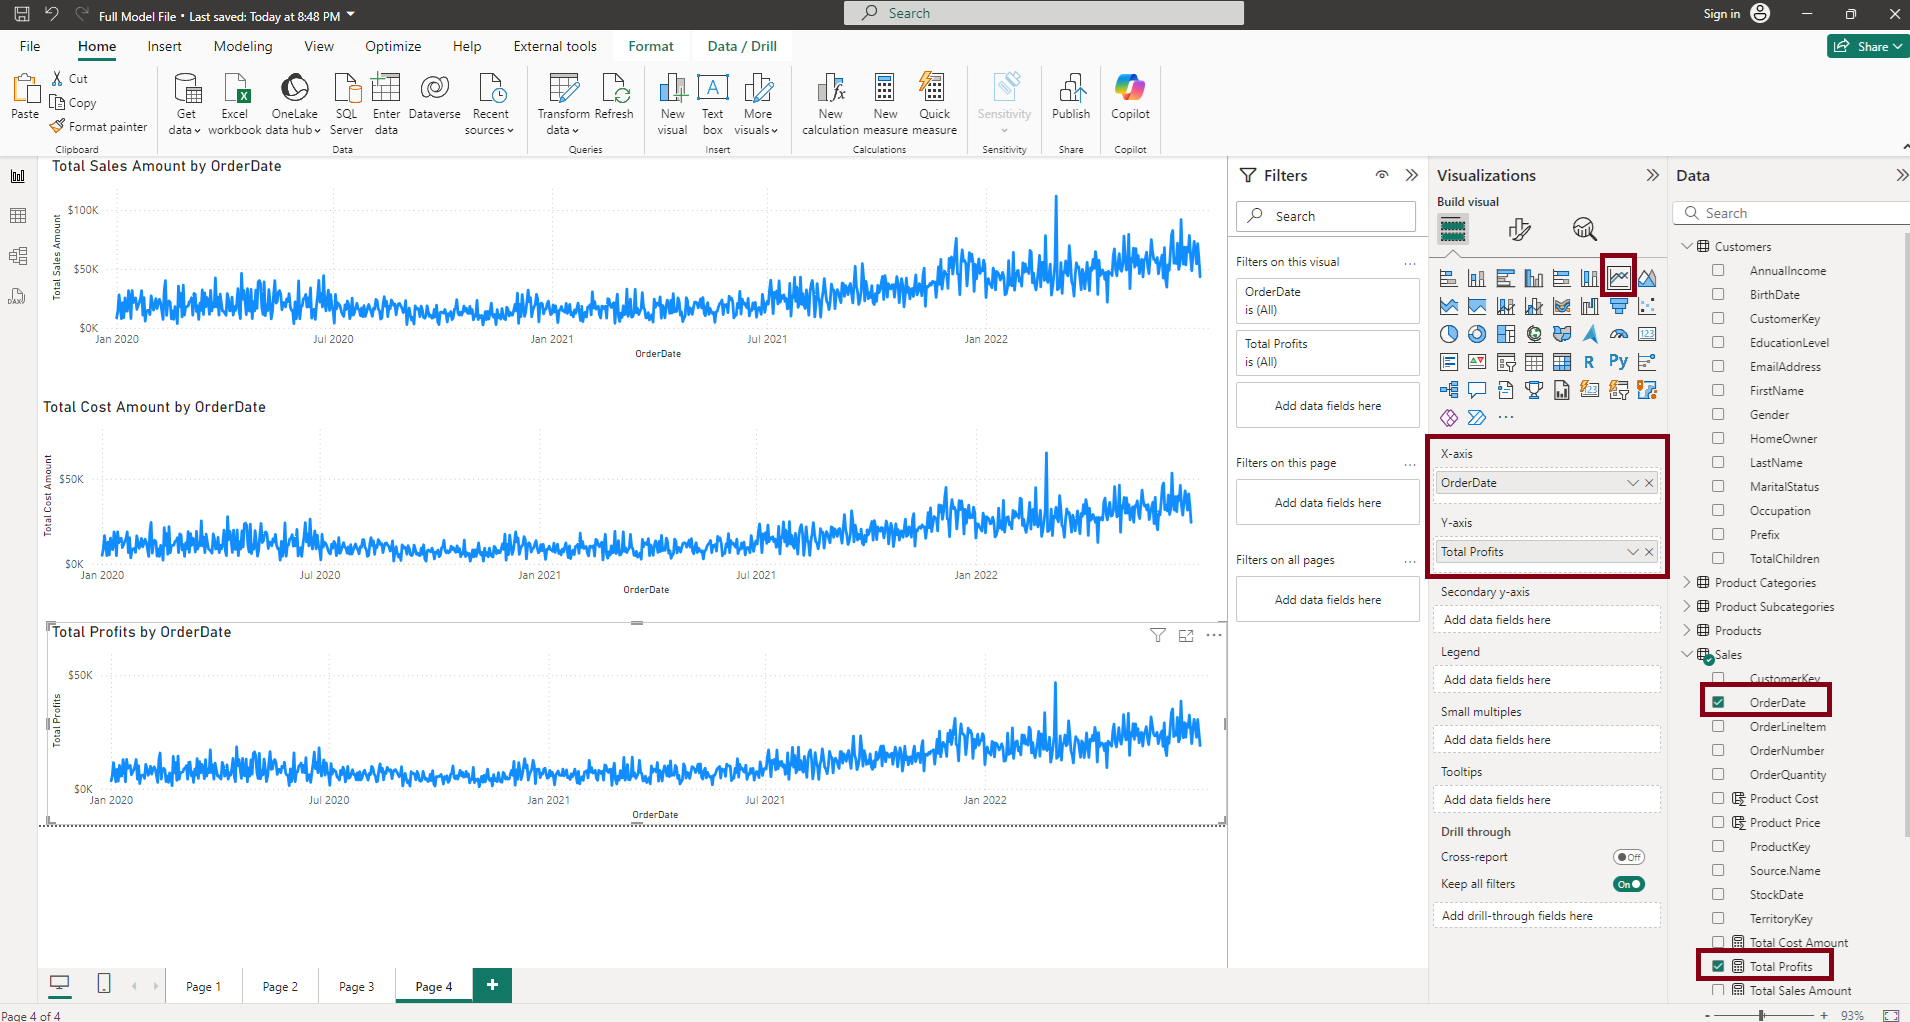 Full Model File • Last saved: Today at 8:48 PM
Search
Sign in
File Home Insert Modeling View Optimize Help External tools Format Data / Drill
Share
Paste
Cut
Copy
Format painter
Clipboard
Get data
Excel workbook
OneLake data hub
SQL Server
Enter data
Dataverse
Recent sources
Data
Transform data
Refresh
Queries
New visual
Text box
More visuals
Insert
New calculation
New measure
Quick measure
Calculations
Sensitivity
Sensitivity
Publish
Share
Copilot
Copilot
Total Sales Amount by OrderDate
Total Sales Amount
$100K
$50K
$0K
Jan 2020 Jul 2020 Jan 2021 Jul 2021 Jan 2022
OrderDate
Total Cost Amount by OrderDate
Total Cost Amount
$50K
$0K
Jan 2020 Jul 2020 Jan 2021 Jul 2021 Jan 2022
OrderDate
Total Profits by OrderDate
Total Profits
$50K
$0K
Jan 2020 Jul 2020 Jan 2021 Jul 2021 Jan 2022
OrderDate
Filters
Search
Filters on this visual
OrderDate
is (All)
Total Profits
is (All)
Add data fields here
Filters on this page
Add data fields here
Filters on all pages
Add data fields here
Visualizations
Build visual
123
R
Py
123
X-axis
OrderDate
Y-axis
Total Profits
Secondary y-axis
Add data fields here
Legend
Add data fields here
Small multiples
Add data fields here
Tooltips
Add data fields here
Drill through
Cross-report
Off
Keep all filters
On
Add drill-through fields here
Data
Search
Customers
AnnualIncome
BirthDate
CustomerKey
EducationLevel
EmailAddress
FirstName
Gender
HomeOwner
LastName
MaritalStatus
Occupation
Prefix
TotalChildren
Product Categories
Product Subcategories
Products
Sales
CustomerKey
OrderDate
OrderLineItem
OrderNumber
OrderQuantity
Product Cost
Product Price
ProductKey
Source.Name
StockDate
TerritoryKey
Total Cost Amount
Total Profits
Total Sales Amount
Page 1 Page 2 Page 3 Page 4
Page 4 of 4
93%